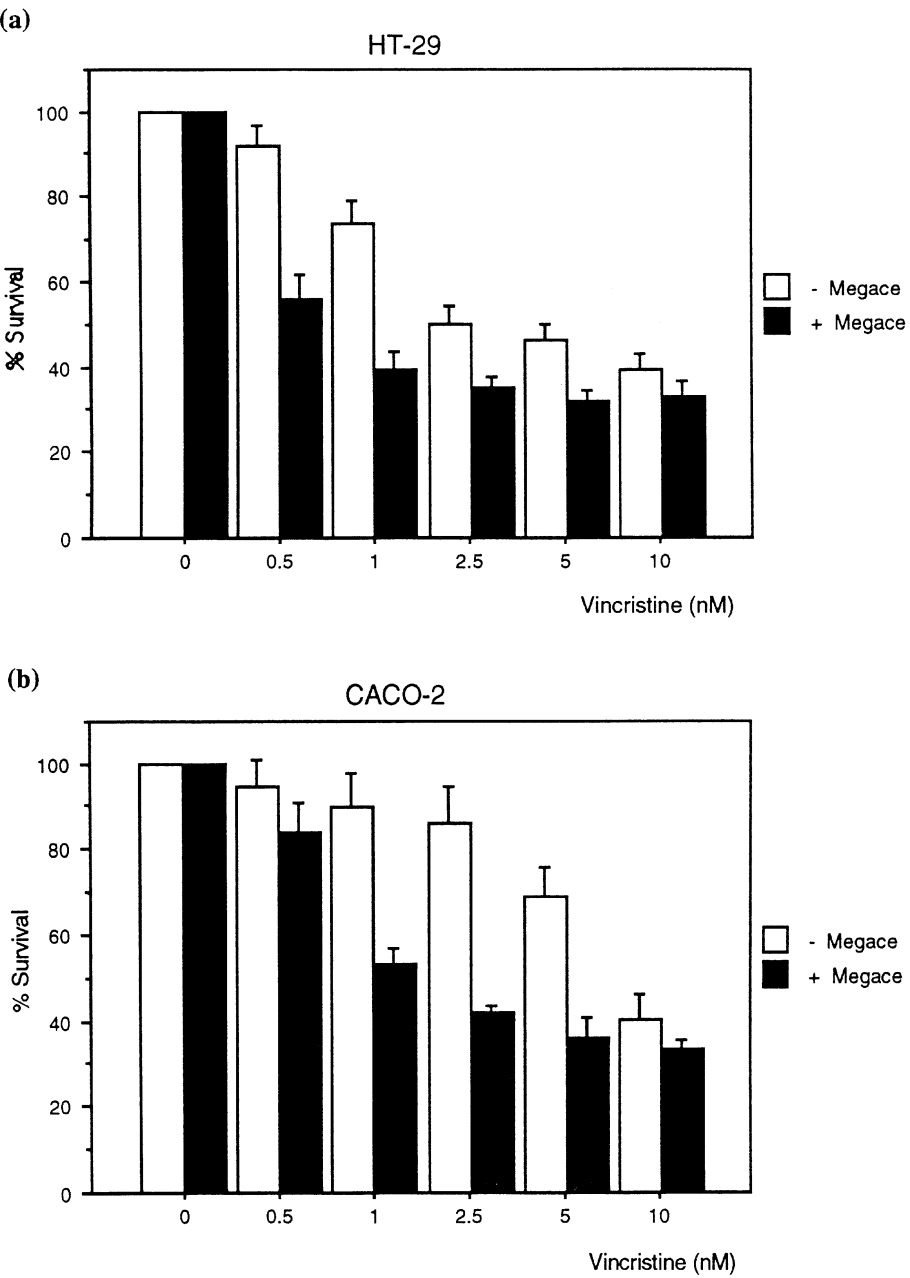 (a)
HT-29
100
80
60
40
20
0
% Survival
0 0.5 1 2.5 5 10
Vincristine (nM)
- Megace
+ Megace
(b)
CACO-2
100
80
60
40
20
0
% Survival
0 0.5 1 2.5 5 10
Vincristine (nM)
- Megace
+ Megace